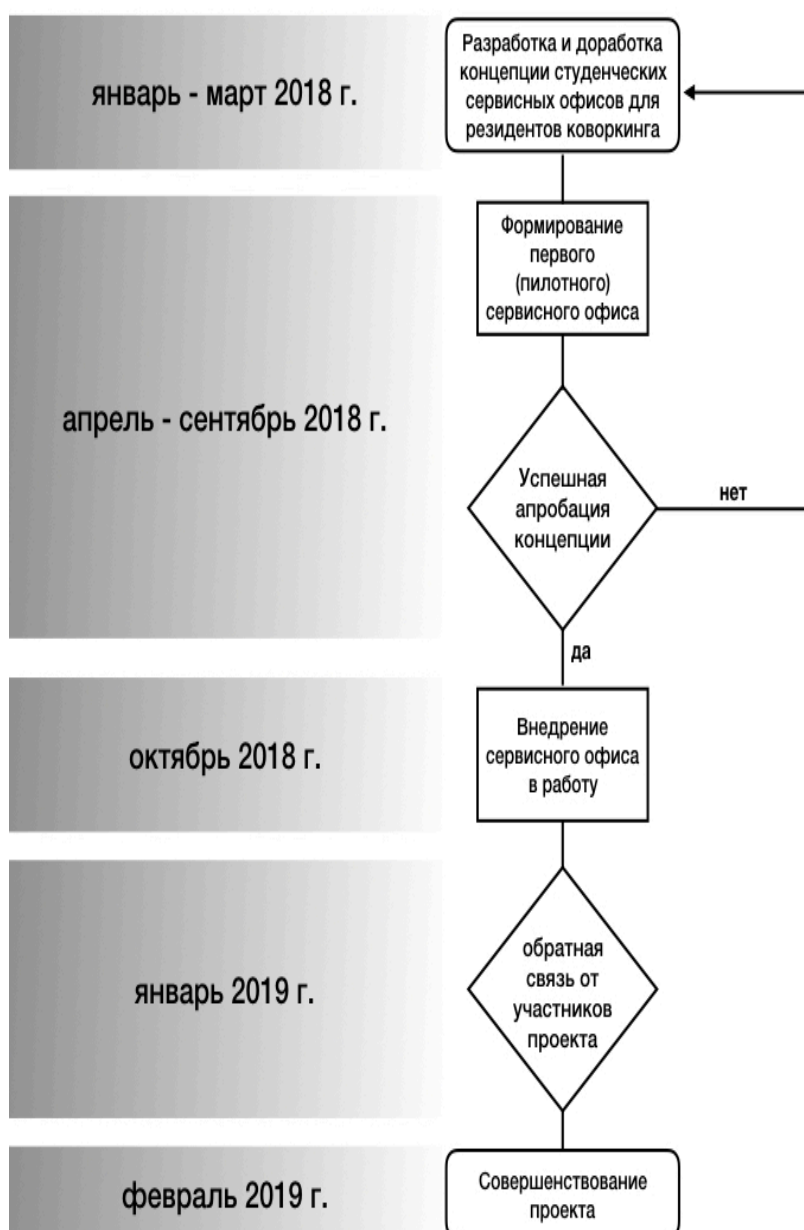 январь - март 2018 г.
Разработка и доработка
концепции студенческих
сервисных офисов для
резидентов коворкинга
апрель - сентябрь 2018 г.
Формирование
первого
(пилотного)
сервисного офиса
Успешная
апробация
концепции
нет
да
октябрь 2018 г.
Внедрение
сервисного офиса
в работу
январь 2019 г.
обратная
связь от
участников
проекта
февраль 2019 г.
Совершенствование
проекта